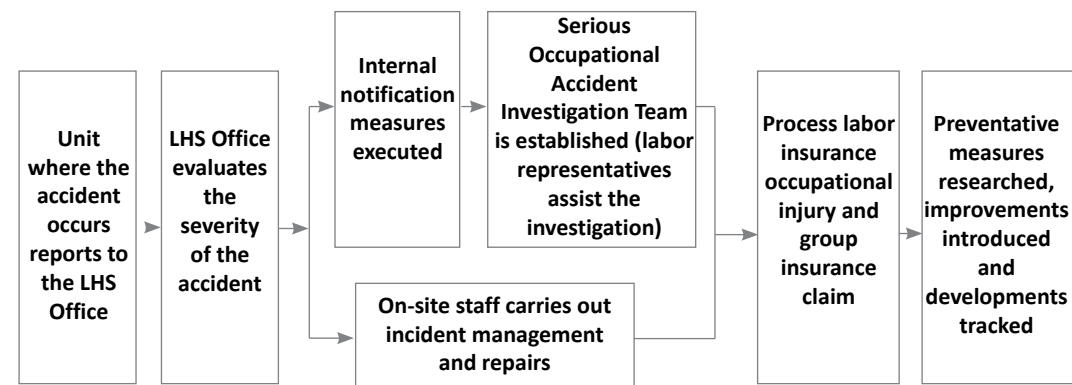 Unit
where the
accident
occurs
reports to
the LHS
Office
LHS Office
evaluates
the
severity
of the
accident
Internal
notification
measures
executed
Serious
Occupational
Accident
Investigation Team
is established (labor
representatives
assist the
investigation)
On-site staff carries out
incident management
and repairs
Process labor
insurance
occupational
injury and
group
insurance
claim
Preventative
measures
researched,
improvements
introduced
and
developments
tracked